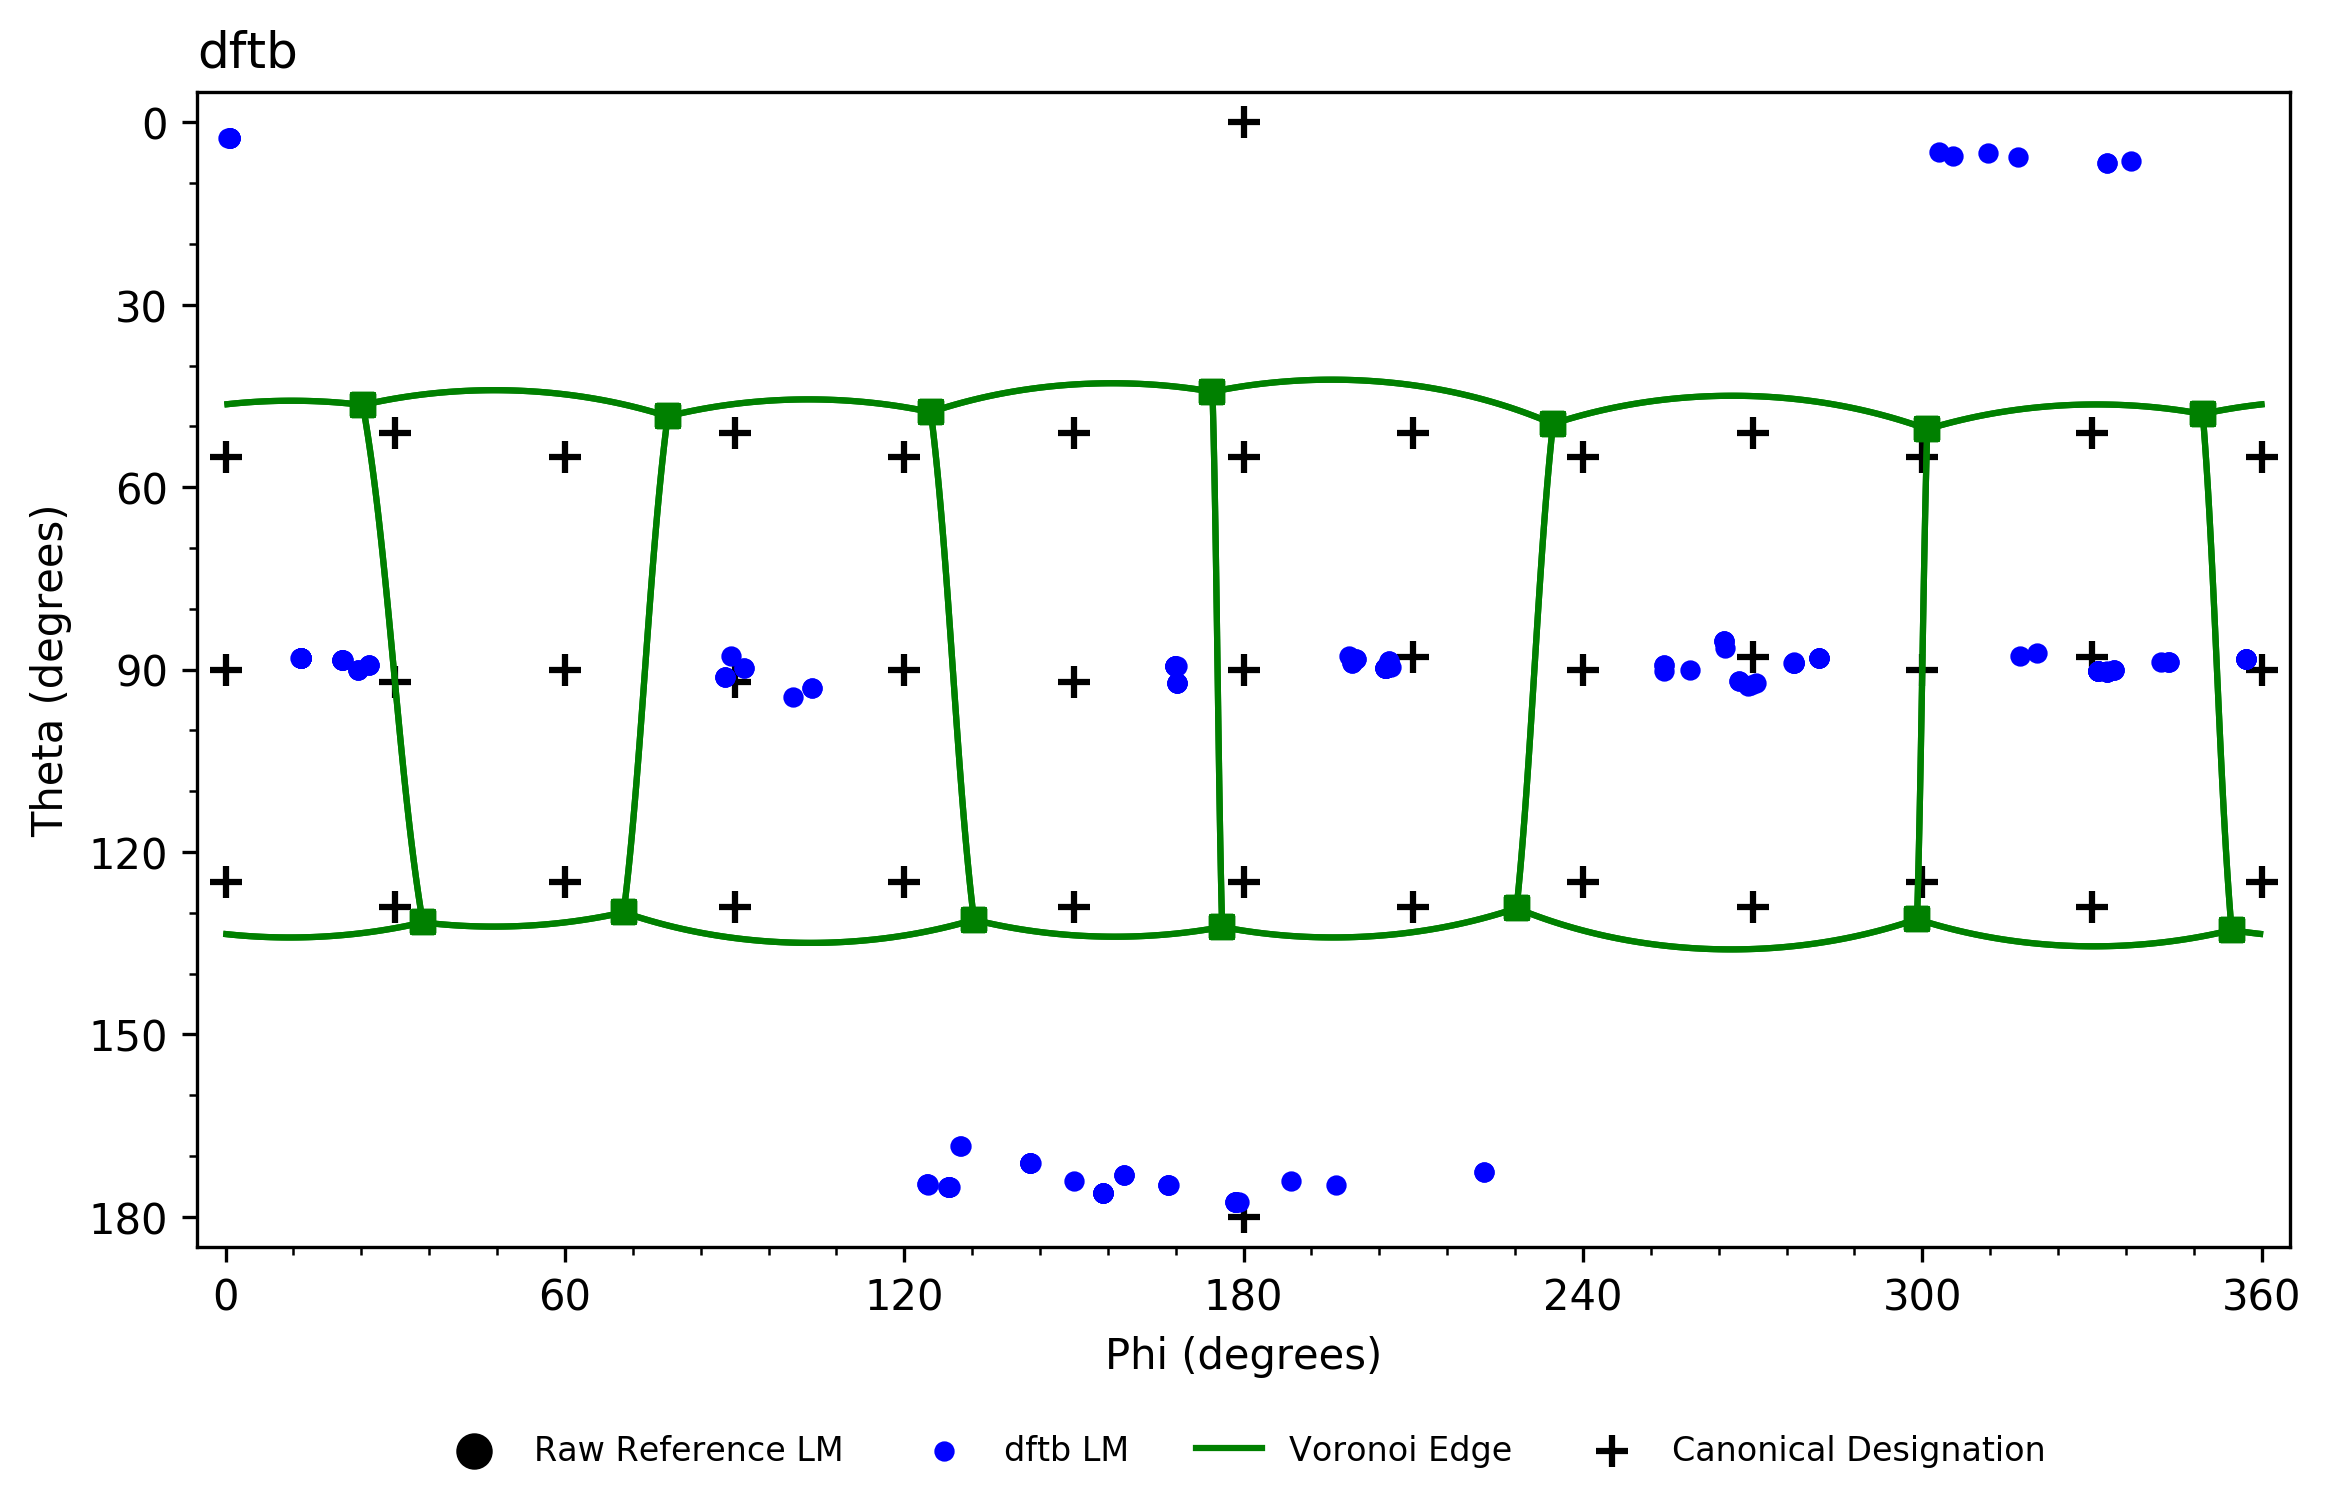 dftb
0
30
60
90
120
150
180
Theta (degrees)
0 60 120 180 240 300 360
Phi (degrees)
Raw Reference LM dftb LM Voronoi Edge Canonical Designation